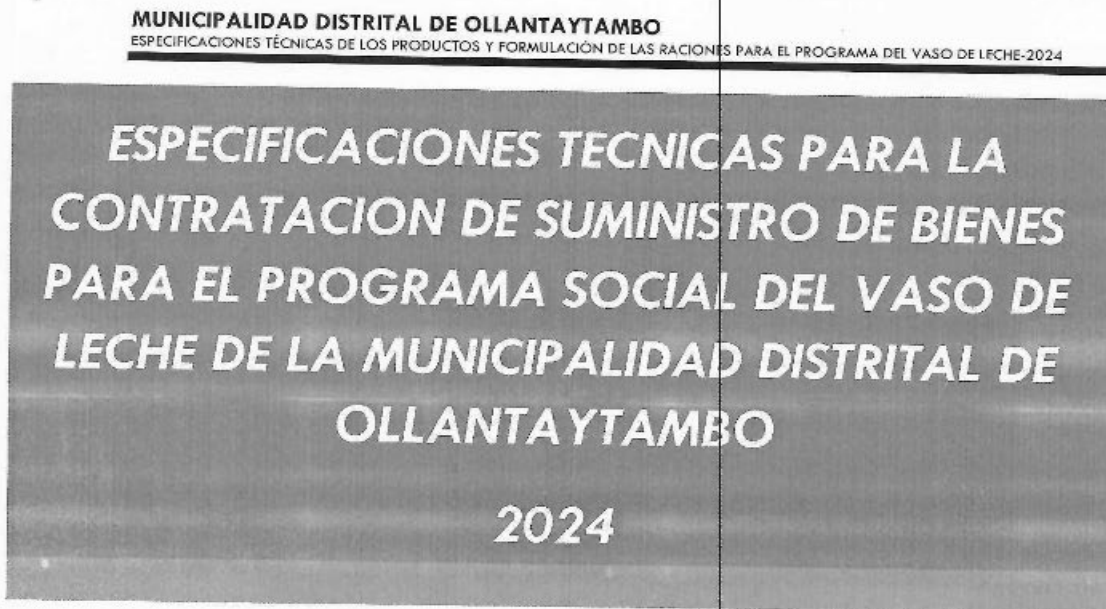 MUNICIPALIDAD DISTRITAL DE OLLANTAYTAMBO
ESPECIFICACIONES TÉCNICAS DE LOS PRODUCTOS Y FORMULACIÓN DE LAS RACIONES PARA EL PROGRAMA DEL VASO DE LECHE-2024
ESPECIFICACIONES TECNICAS PARA LA
CONTRATACION DE SUMINISTRO DE BIENES
PARA EL PROGRAMA SOCIAL DEL VASO DE
LECHE DE LA MUNICIPALIDAD DISTRITAL DE
OLLANTAYTAMBO
2024